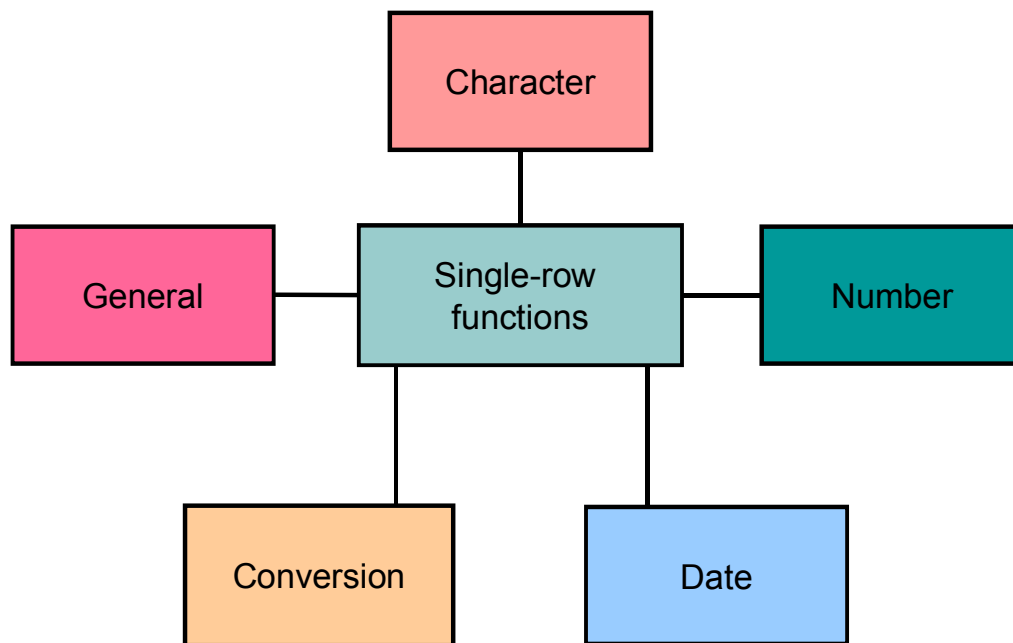 Character
General
Single-row
functions
Number
Conversion
Date